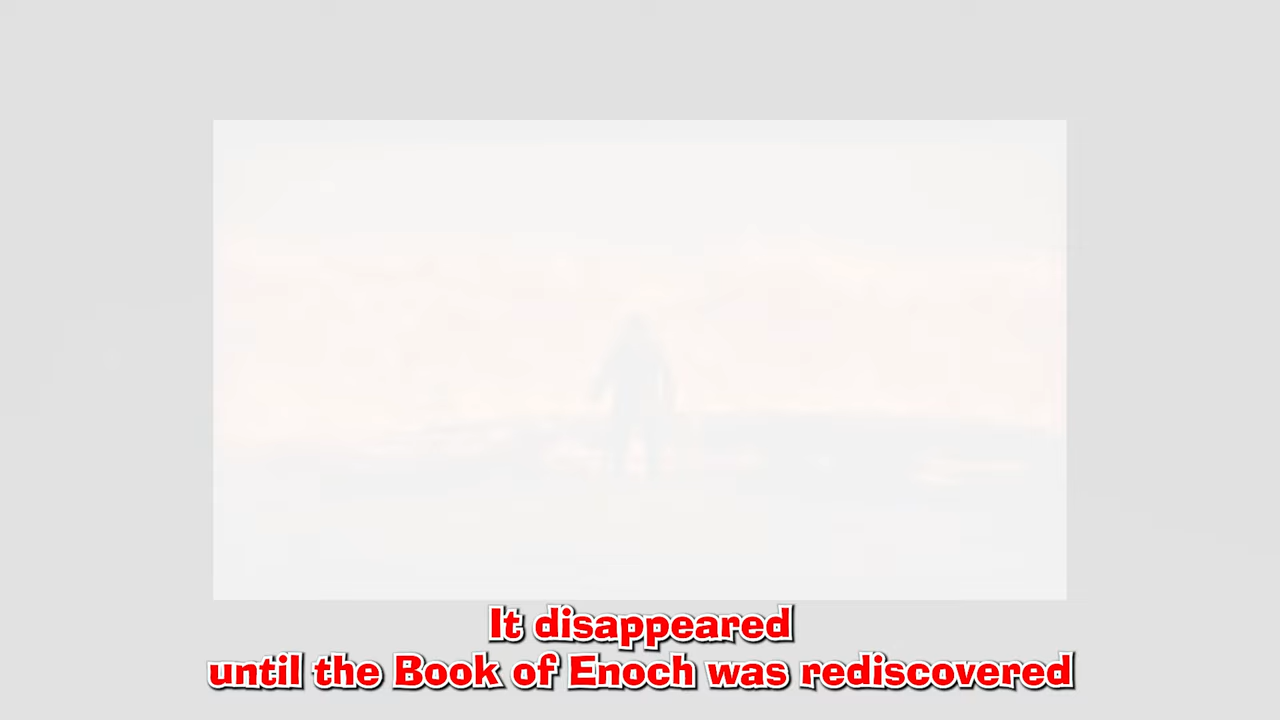 It disappeared
until the Book of Enoch was rediscovered